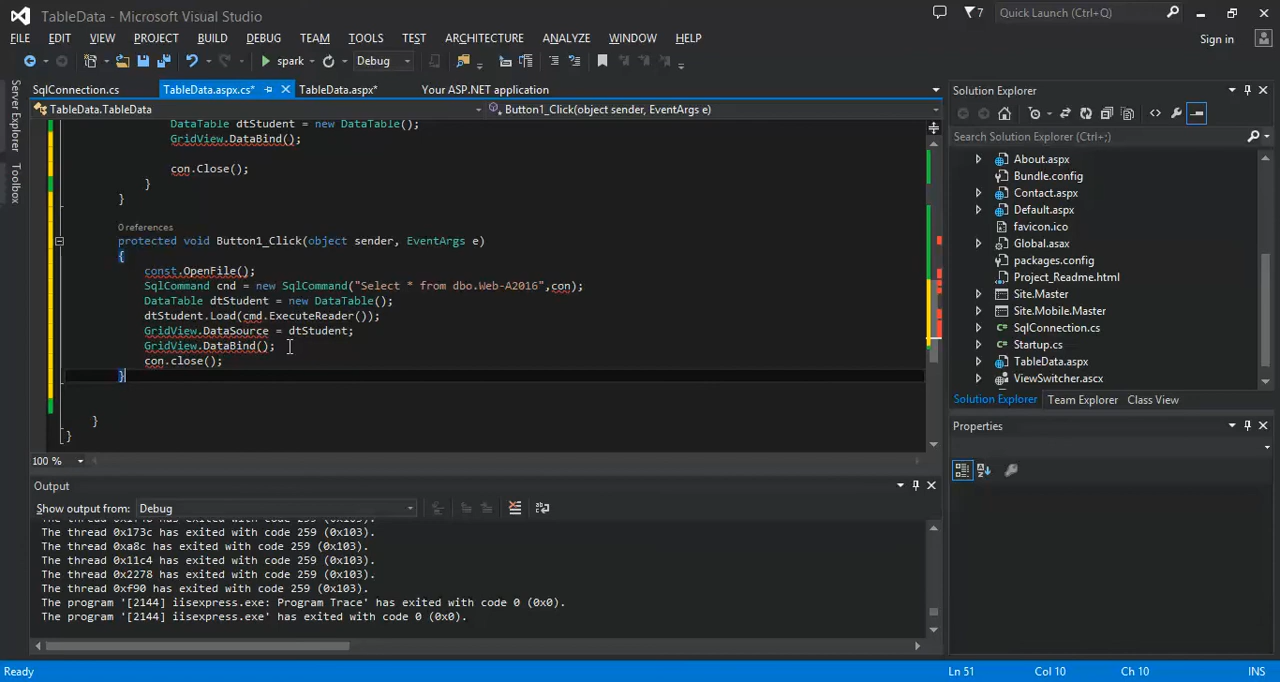 TableData - Microsoft Visual Studio
7
Quick Launch (Ctrl+Q)
FILE EDIT VIEW PROJECT BUILD DEBUG TEAM TOOLS TEST ARCHITECTURE ANALYZE WINDOW HELP
Sign in
spark
Debug
Server Explorer
Toolbox
SqlConnection.cs
TableData.aspx.cs*
TableData.aspx*
Your ASP.NET application
TableData.TableData
Button1_Click(object sender, EventArgs e)
DataTable dtStudent = new DataTable();
GridView.DataBind();
con.Close();
}
}
0 references
protected void Button1_Click(object sender, EventArgs e)
{
const.OpenFile();
SqlCommand cnd = new SqlCommand("Select * from dbo.Web-A2016",con);
DataTable dtStudent = new DataTable();
dtStudent.Load(cmd.ExecuteReader());
GridView.DataSource = dtStudent;
GridView.DataBind();
con.close();
}
}
}
100 %
Output
Show output from: Debug
The thread 0x173c has exited with code 259 (0x103).
The thread 0xa8c has exited with code 259 (0x103).
The thread 0x11c4 has exited with code 259 (0x103).
The thread 0x2278 has exited with code 259 (0x103).
The thread 0xf90 has exited with code 259 (0x103).
The program '[2144] iisexpress.exe: Program Trace' has exited with code 0 (0x0).
The program '[2144] iisexpress.exe' has exited with code 0 (0x0).
Solution Explorer
Search Solution Explorer (Ctrl+;)
About.aspx
Bundle.config
Contact.aspx
Default.aspx
favicon.ico
Global.asax
packages.config
Project_Readme.html
Site.Master
Site.Mobile.Master
SqlConnection.cs
Startup.cs
TableData.aspx
ViewSwitcher.ascx
Solution Explorer Team Explorer Class View
Properties
Ready
Ln 51
Col 10
Ch 10
INS